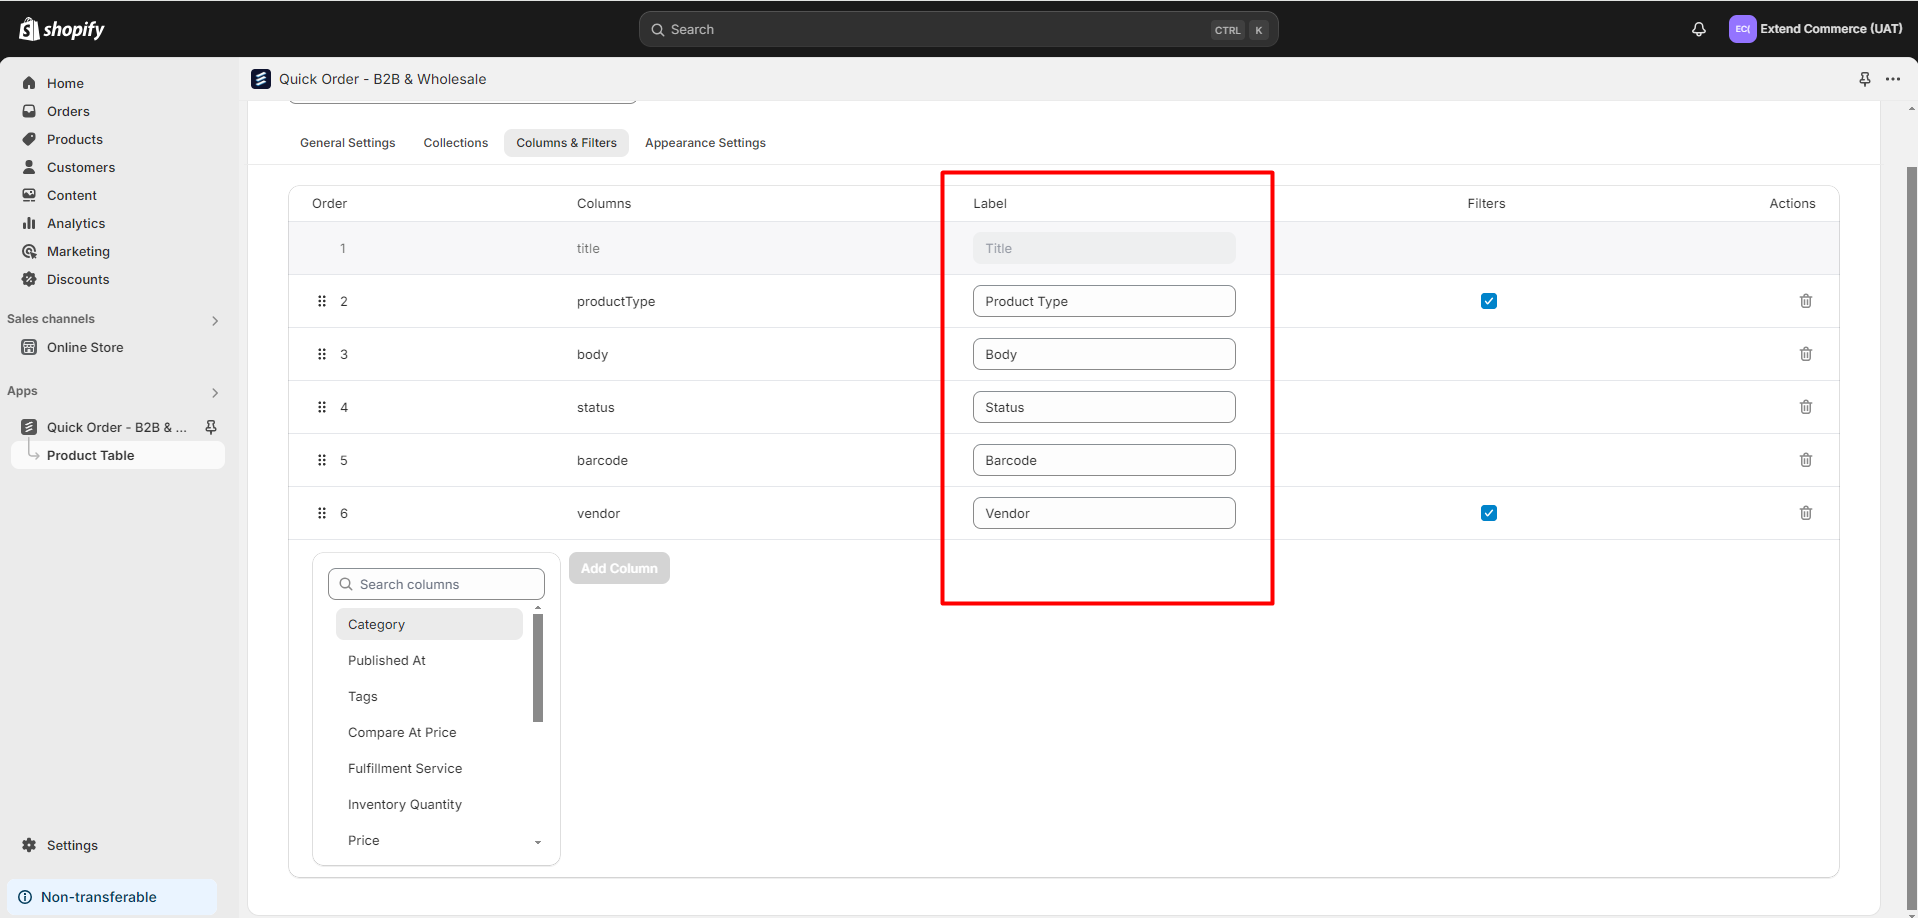 shopify
Search
CTRL K
EC(
Extend Commerce (UAT)
Home
Orders
Products
Customers
Content
Analytics
Marketing
Discounts
Sales channels
Online Store
Apps
Quick Order - B2B & ...
Product Table
Settings
Non-transferable
Quick Order - B2B & Wholesale
General Settings Collections Columns & Filters Appearance Settings
Order Columns Label Filters Actions
1 title Title
2 productType Product Type
3 body Body
4 status Status
5 barcode Barcode
6 vendor Vendor
Search columns
Add Column
Category
Published At
Tags
Compare At Price
Fulfillment Service
Inventory Quantity
Price